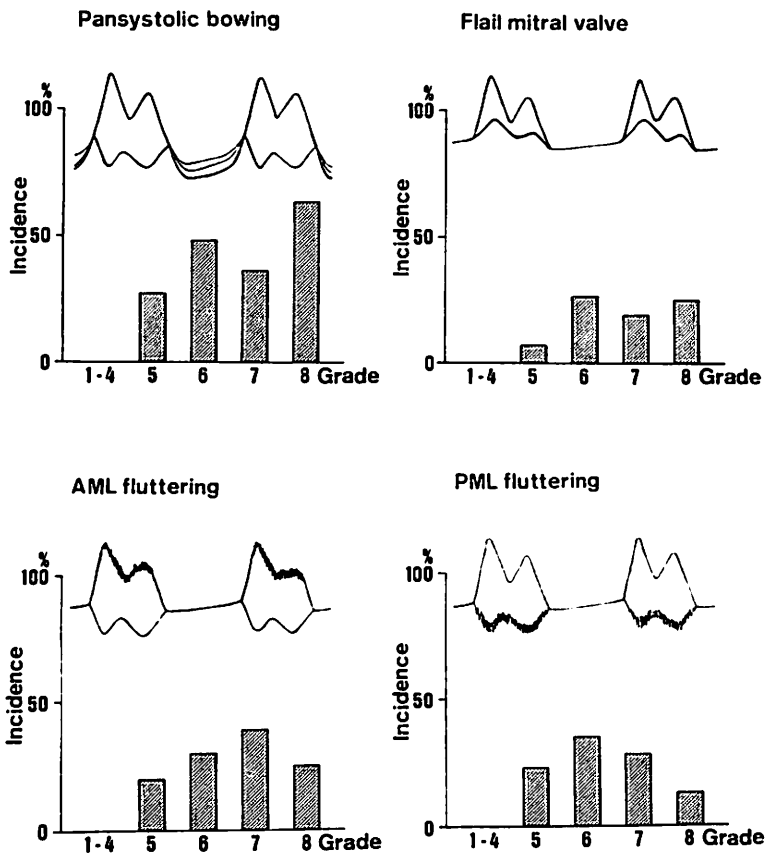 Pansystolic bowing
%
100
50
0
Incidence
1-4 5 6 7 8 Grade
Flail mitral valve
%
100
50
0
Incidence
1-4 5 6 7 8 Grade
AML fluttering
%
100
50
0
Incidence
1-4 5 6 7 8 Grade
PML fluttering
%
100
50
0
Incidence
1-4 5 6 7 8 Grade